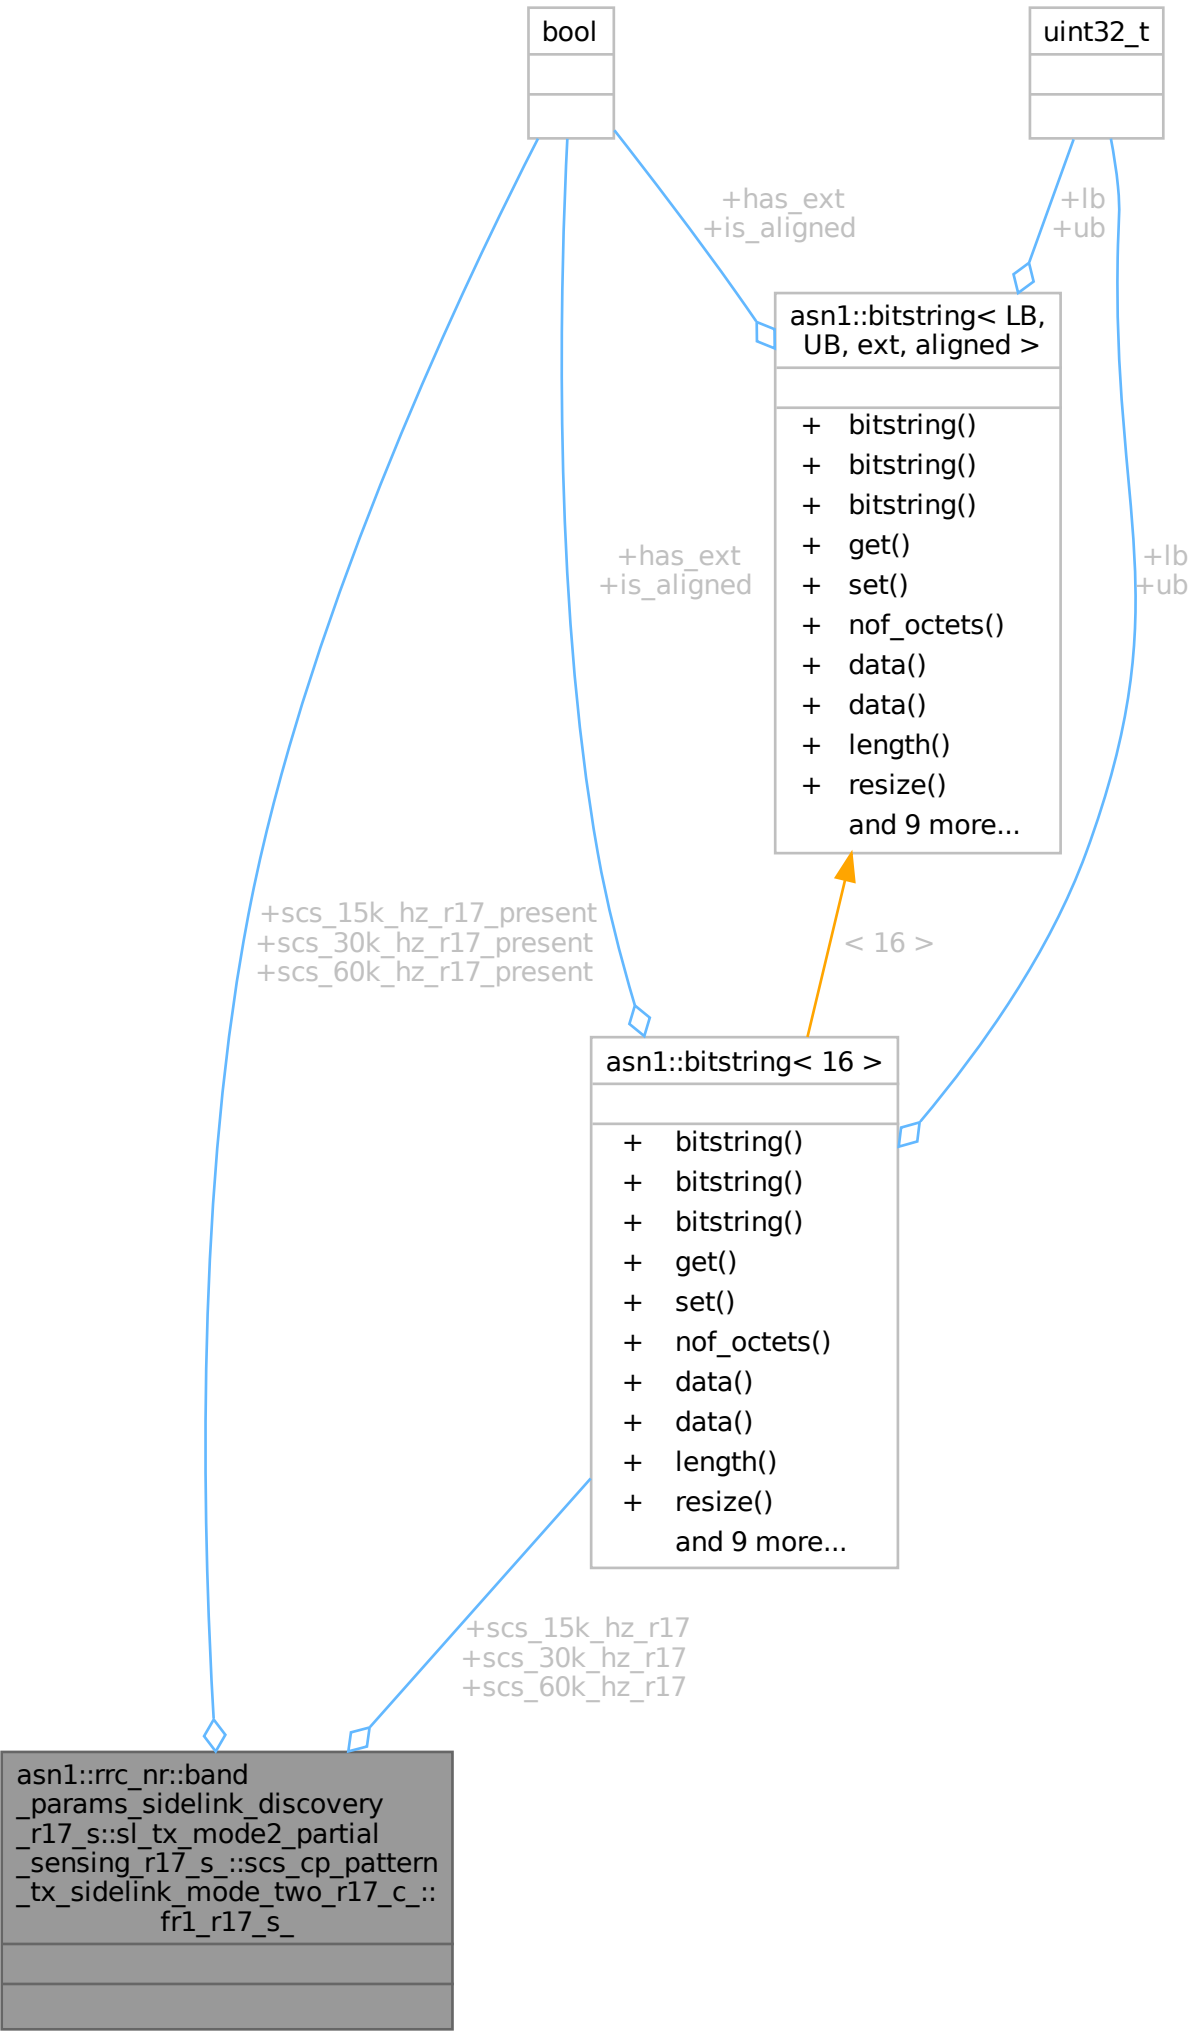 bool
uint32_t
+has_ext
+is_aligned
+lb
+ub
asn1::bitstring< LB,
UB, ext, aligned >
+ bitstring()
+ bitstring()
+ bitstring()
+ get()
+ set()
+ nof_octets()
+ data()
+ data()
+ length()
+ resize()
and 9 more...
+has_ext
+is_aligned
+lb
+ub
+scs_15k_hz_r17_present
+scs_30k_hz_r17_present
+scs_60k_hz_r17_present
< 16 >
asn1::bitstring< 16 >
+ bitstring()
+ bitstring()
+ bitstring()
+ get()
+ set()
+ nof_octets()
+ data()
+ data()
+ length()
+ resize()
and 9 more...
+scs_15k_hz_r17
+scs_30k_hz_r17
+scs_60k_hz_r17
asn1::rrc_nr::band
_params_sidelink_discovery
_r17_s::sl_tx_mode2_partial
_sensing_r17_s_::scs_cp_pattern
_tx_sidelink_mode_two_r17_c_::
fr1_r17_s_